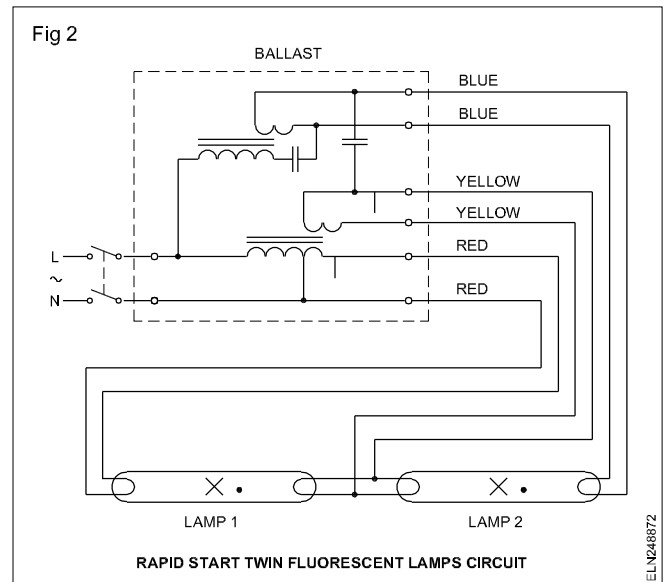 Fig 2
BALLAST
BLUE
BLUE
YELLOW
YELLOW
RED
RED
L
~
N
LAMP 1
LAMP 2
RAPID START TWIN FLUORESCENT LAMPS CIRCUIT
ELN248872